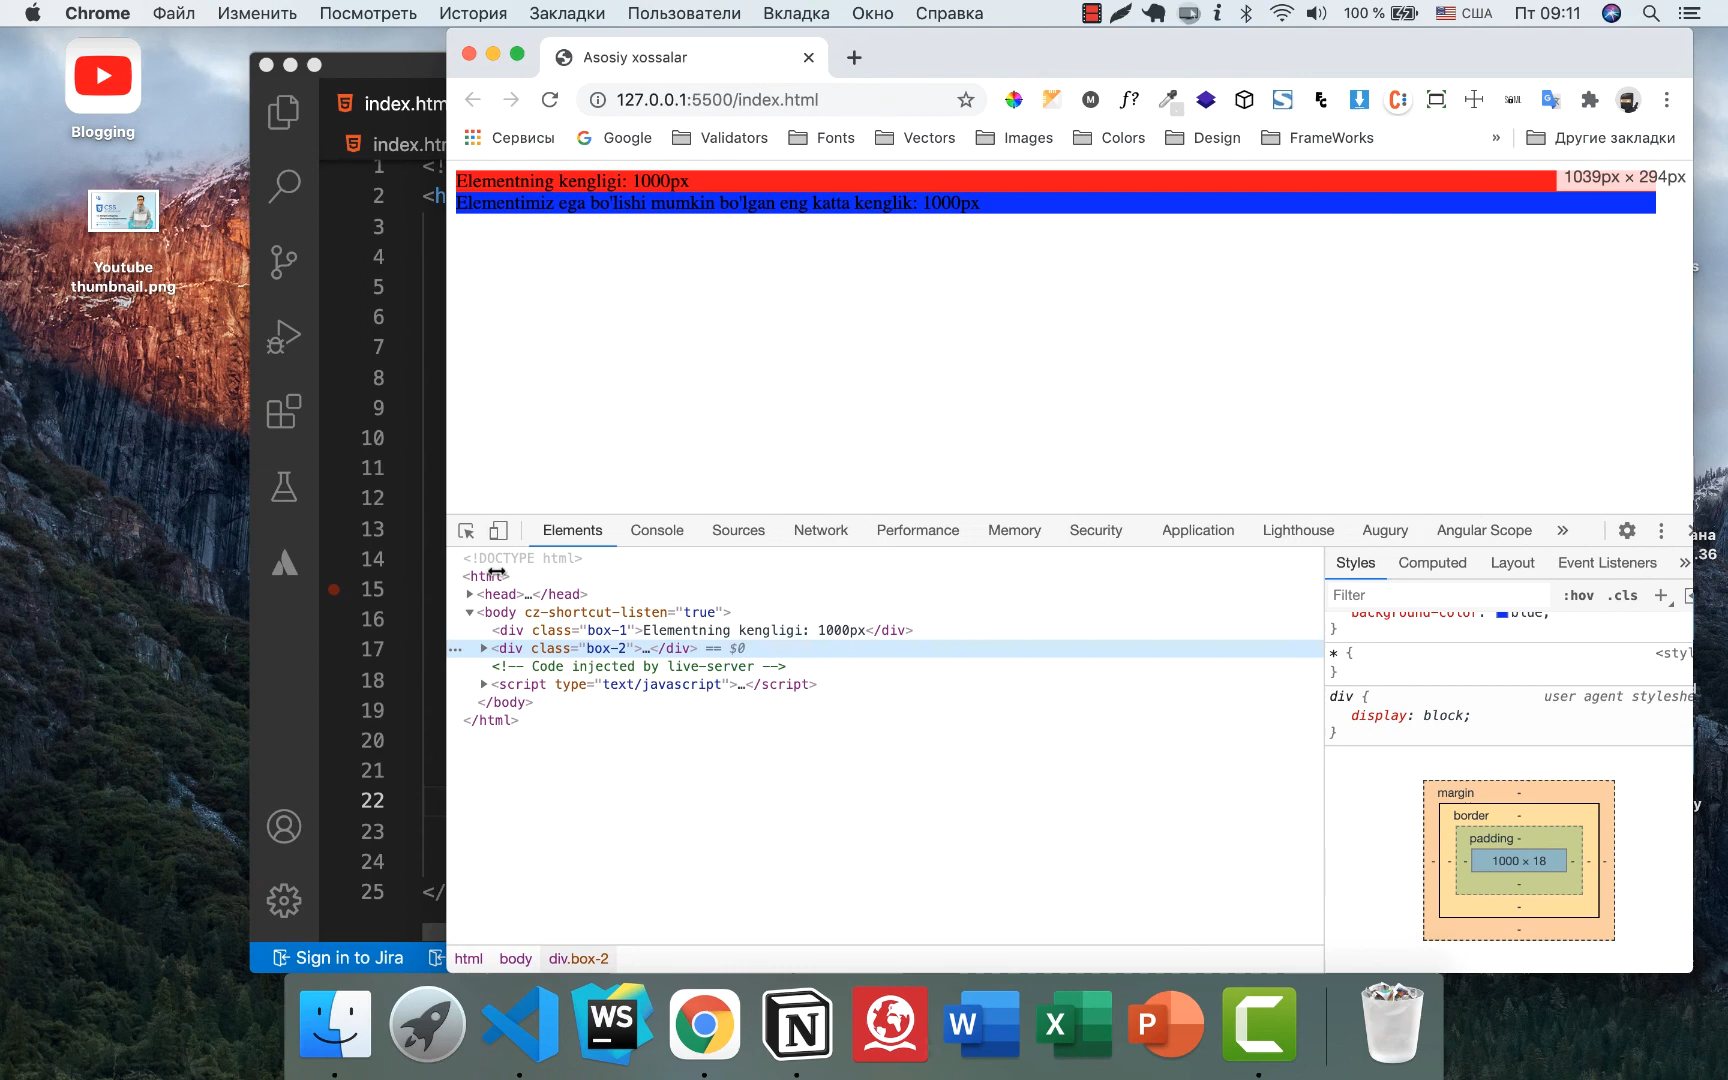 Chrome Файл Изменить Посмотреть История Закладки Пользователи Вкладка Окно Справка 100 % США Пт 09:11
Blogging
Youtube
thumbnail.png
index.htm
index.htm
Asosiy xossalar
127.0.0.1:5500/index.html
Сервисы Google Validators Fonts Vectors Images Colors Design FrameWorks » Другие закладки
Elementning kengligi: 1000px
1039px × 294px
Elementimiz ega bo'lishi mumkin bo'lgan eng katta kenglik: 1000px
1 <!
2 <h
3
4
5
6
7
8
9
10
11
12
13
14
15
16
17
18
19
20
21
22
23
24
25 </
Sign in to Jira
Elements Console Sources Network Performance Memory Security Application Lighthouse Augury Angular Scope »
<!DOCTYPE html>
<html>
<head>…</head>
<body cz-shortcut-listen="true">
<div class="box-1">Elementning kengligi: 1000px</div>
<div class="box-2">…</div> == $0
<!-- Code injected by live-server -->
<script type="text/javascript">…</script>
</body>
</html>
html body div.box-2
Styles Computed Layout Event Listeners »
Filter :hov .cls +
background-color: blue;
}
* { <styl
}
div { user agent styleshe
display: block;
}
margin -
border -
padding -
- - - 1000 × 18 - - -
-
-
-
ана
.36
s
y
WS
N
W
X
P
C